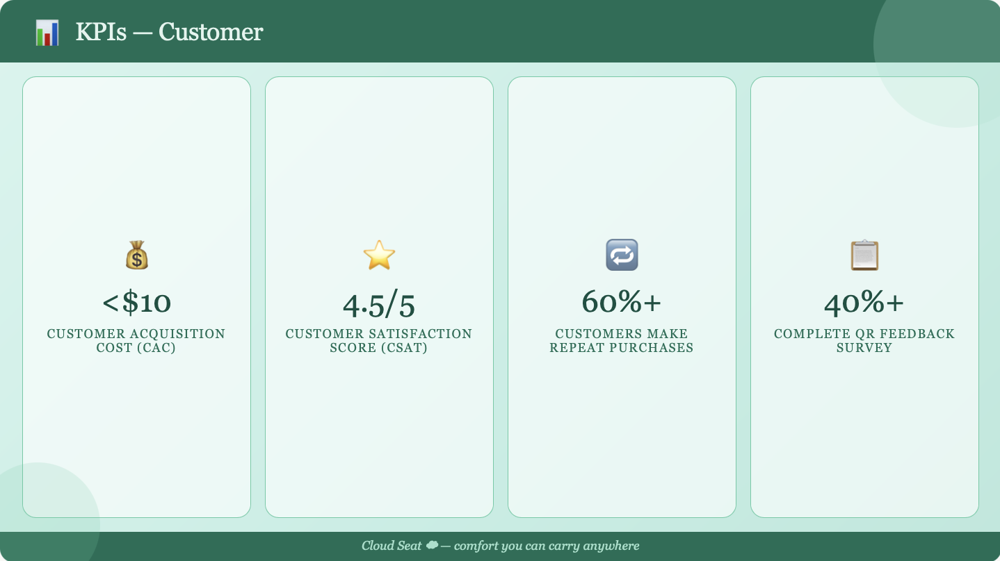 📊 KPIs — Customer
💰
<$10
CUSTOMER ACQUISITION
COST (CAC)
⭐
4.5/5
CUSTOMER SATISFACTION
SCORE (CSAT)
🔁
60%+
CUSTOMERS MAKE
REPEAT PURCHASES
📋
40%+
COMPLETE QR FEEDBACK
SURVEY
Cloud Seat 💭 — comfort you can carry anywhere